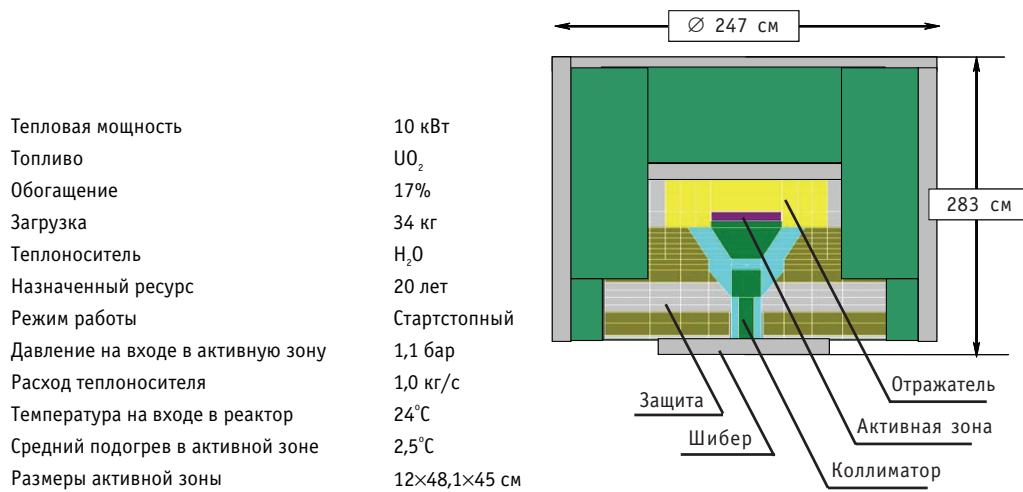 ∅ 247 см
283 см
Тепловая мощность 10 кВт
Топливо UO₂
Обогащение 17%
Загрузка 34 кг
Теплоноситель H₂O
Назначенный ресурс 20 лет
Режим работы Стартстопный
Давление на входе в активную зону 1,1 бар
Расход теплоносителя 1,0 кг/с
Температура на входе в реактор 24°С
Средний подогрев в активной зоне 2,5°С
Размеры активной зоны 12×48,1×45 см
Отражатель
Защита
Активная зона
Шибер
Коллиматор